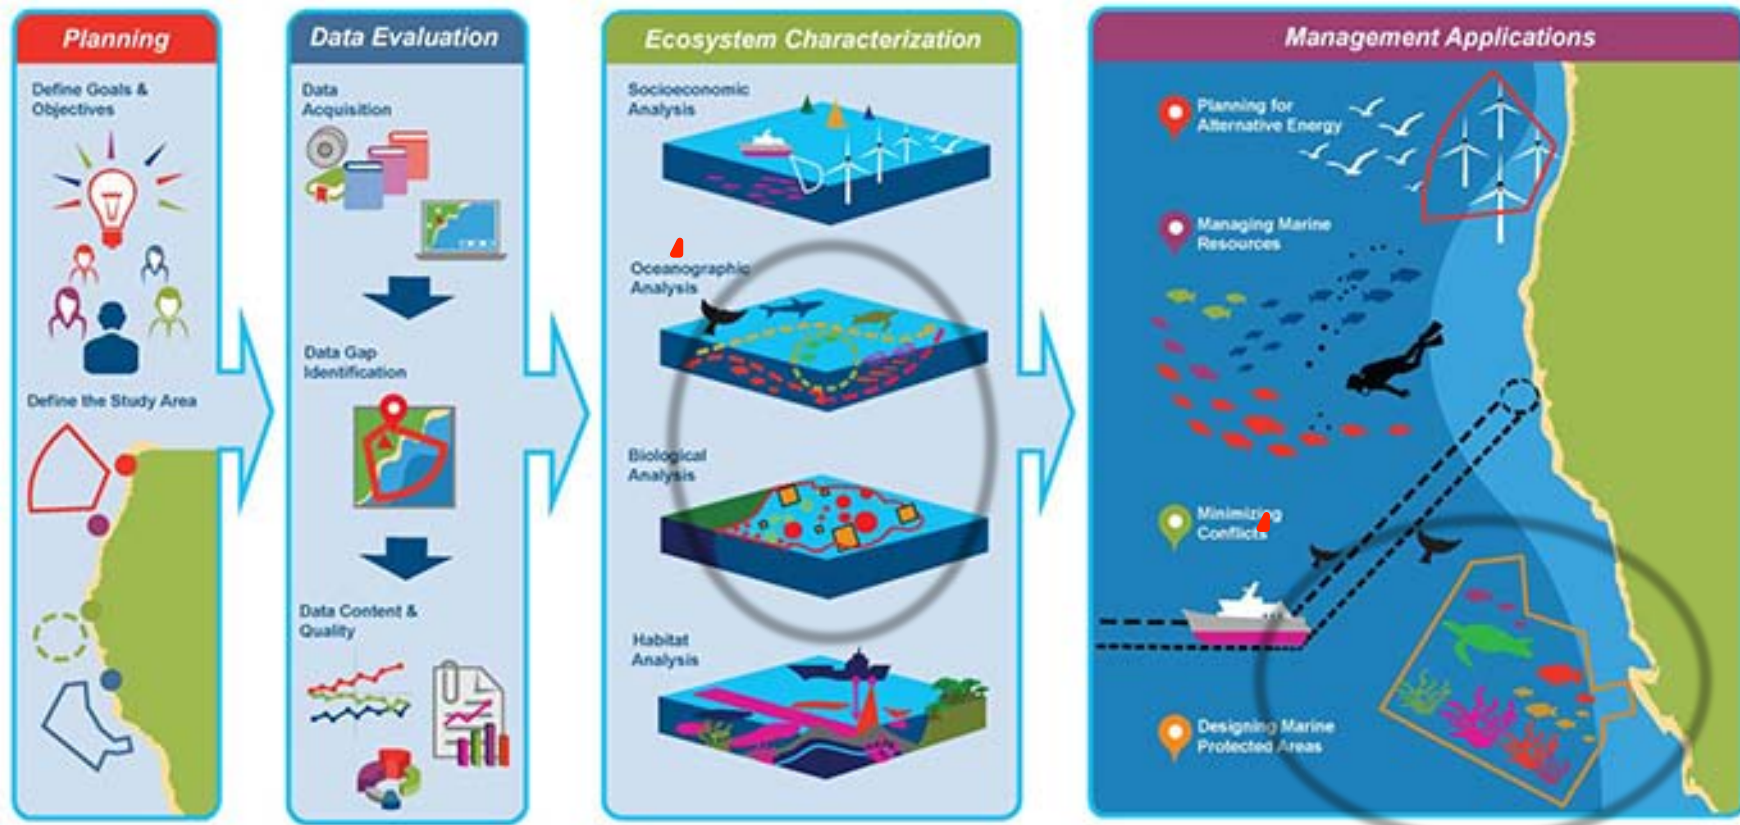 Planning
Define Goals &
Objectives
Define the Study Area
Data Evaluation
Data
Acquisition
Data Gap
Identification
Data Content &
Quality
Ecosystem Characterization
Socioeconomic
Analysis
Oceanographic
Analysis
Biological
Analysis
Habitat
Analysis
Management Applications
Planning for
Alternative Energy
Managing Marine
Resources
Minimizing
Conflicts
Designing Marine
Protected Areas